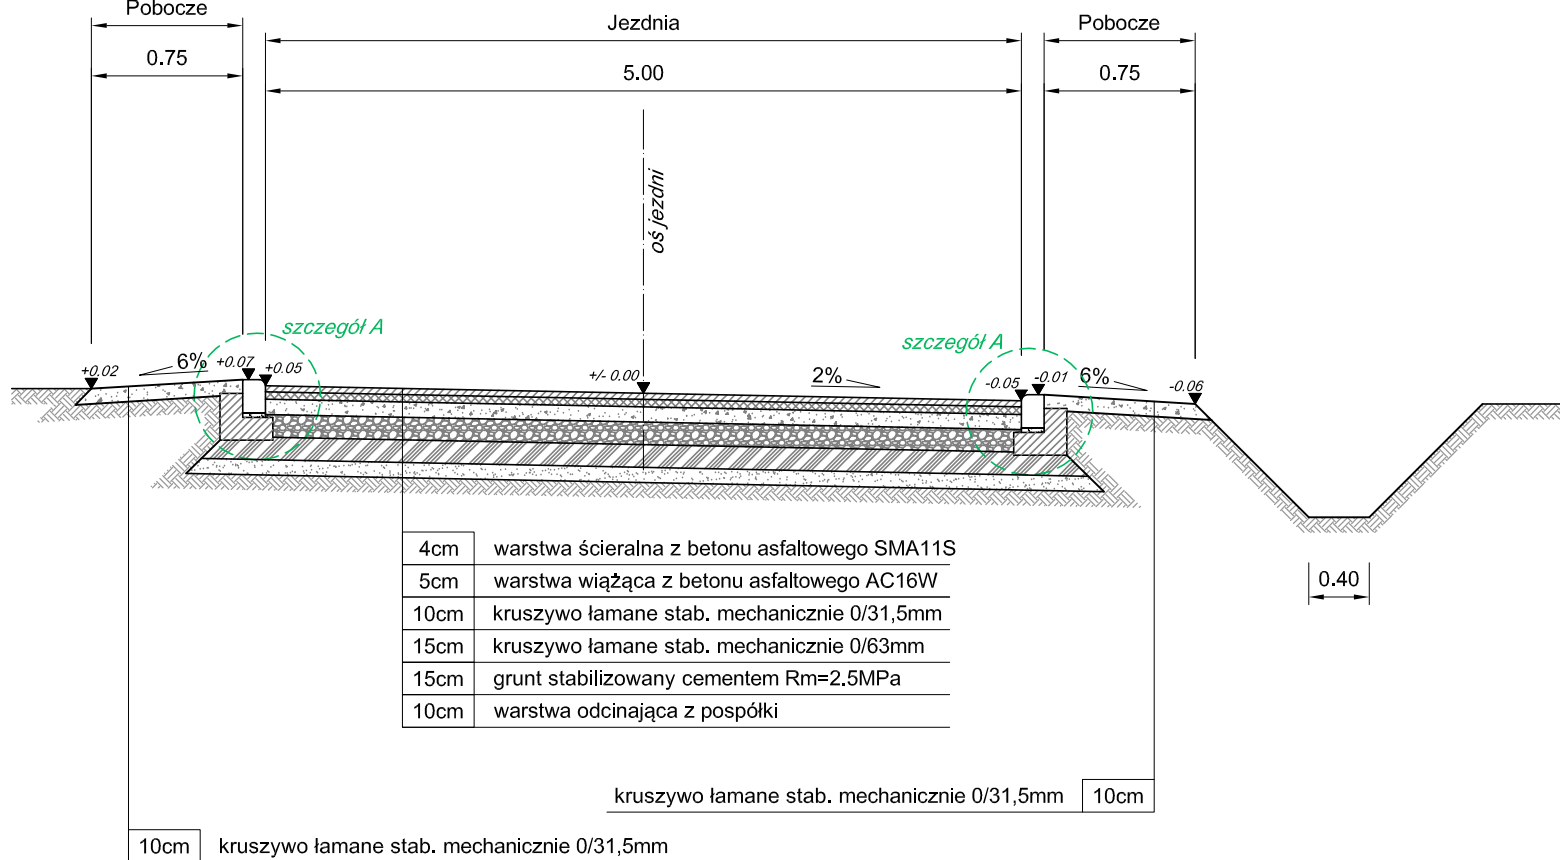 Pobocze
Jezdnia
Pobocze
0.75
5.00
0.75
oś jezdni
szczegół A
szczegół A
+0.02
6%
+0.07
+0.05
+/- 0.00
2%
-0.05
-0.01
6%
-0.06
4cm warstwa ścieralna z betonu asfaltowego SMA11S
5cm warstwa wiążąca z betonu asfaltowego AC16W
10cm kruszywo łamane stab. mechanicznie 0/31,5mm
15cm kruszywo łamane stab. mechanicznie 0/63mm
15cm grunt stabilizowany cementem Rm=2.5MPa
10cm warstwa odcinająca z pospółki
0.40
kruszywo łamane stab. mechanicznie 0/31,5mm 10cm
10cm kruszywo łamane stab. mechanicznie 0/31,5mm